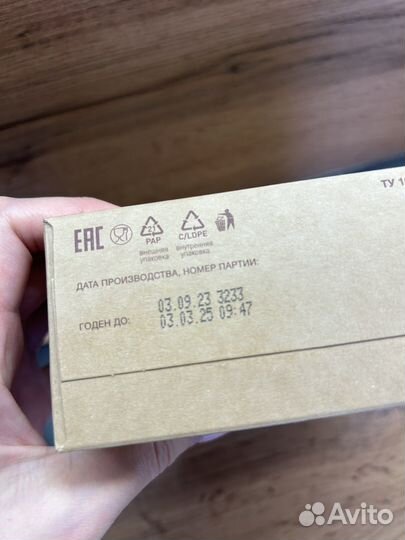 ТУ 1
EAC
21
PAP
внешняя
упаковка
C/LDPE
внутренняя
упаковка
ДАТА ПРОИЗВОДСТВА, НОМЕР ПАРТИИ:
03.09.23 3233
ГОДЕН ДО:
03.03.25 09:47
Avito